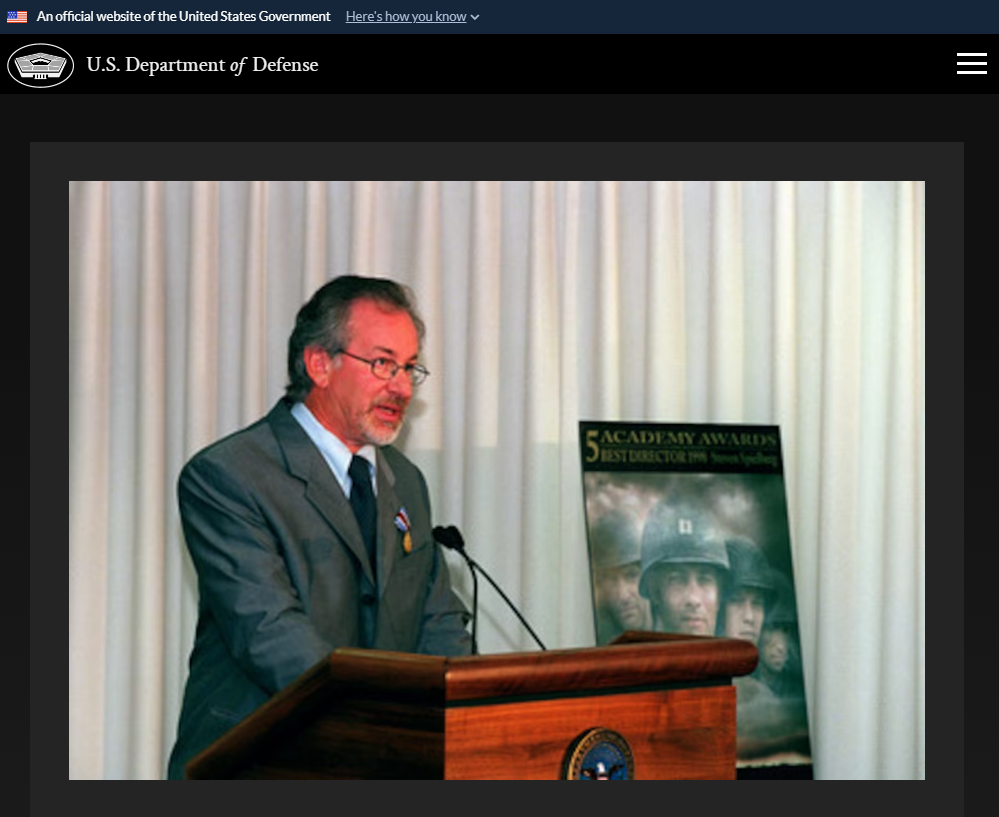 An official website of the United States Government Here's how you know
U.S. Department of Defense
5 ACADEMY AWARDS
BEST DIRECTOR 1998 Steven Spielberg